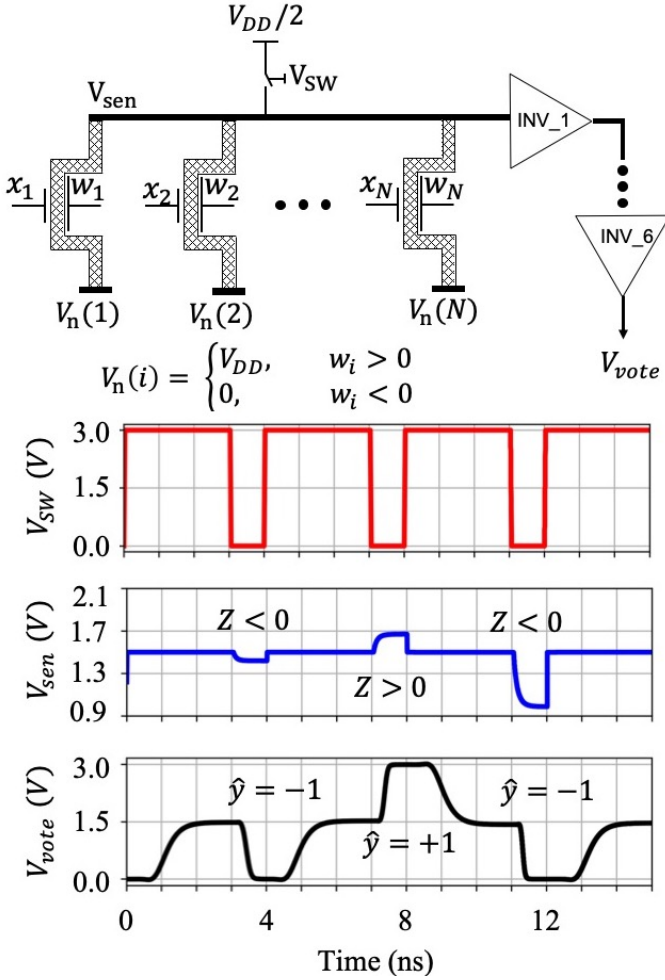 V_DD/2
V_SW
V_sen
INV_1
x_1 w_1 x_2 w_2 x_N w_N
INV_6
V_n(1) V_n(2) V_n(N)
V_vote
V_n(i) = { V_DD, w_i > 0
0, w_i < 0
V_SW (V)
3.0
1.5
0.0
V_sen (V)
2.1
1.7
1.3
0.9
Z < 0
Z > 0
Z < 0
V_vote (V)
3.0
1.5
0.0
ŷ = −1
ŷ = +1
ŷ = −1
0 4 8 12
Time (ns)